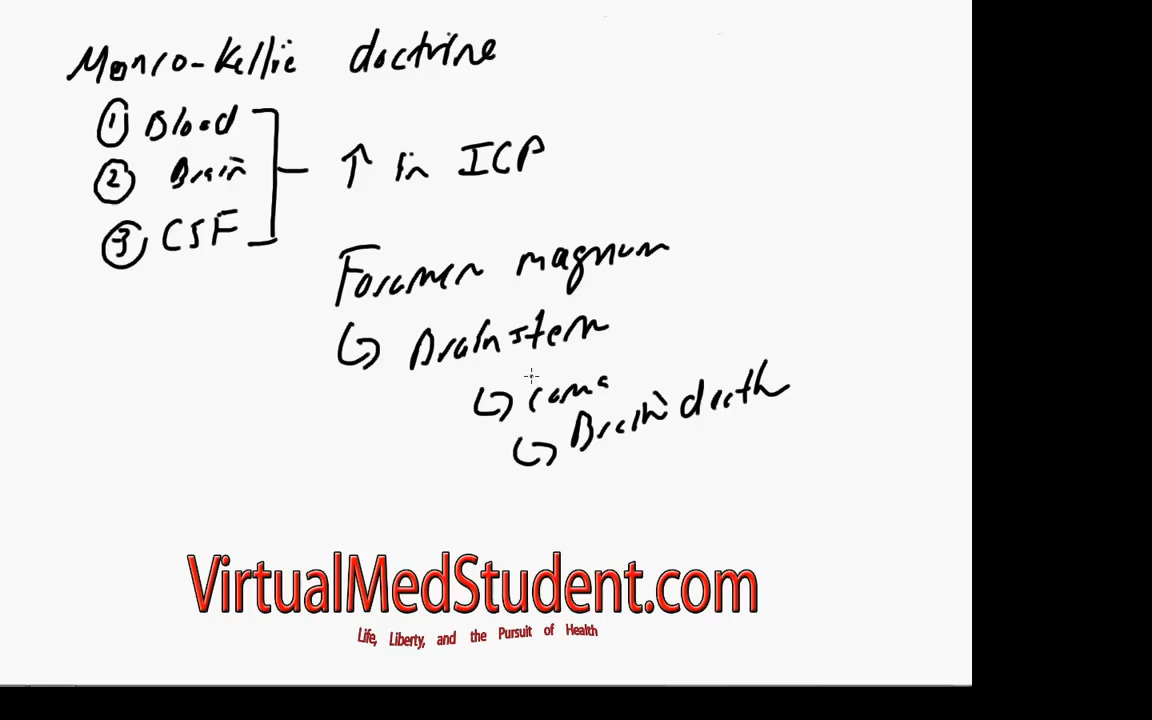 Monro-Kellie doctrine
① Blood
② Brain
③ CSF
↑ in ICP
Foramen magnum
↳ Brainstem
↳ coma
↳ Brain death
VirtualMedStudent.com
Life, Liberty, and the Pursuit of Health